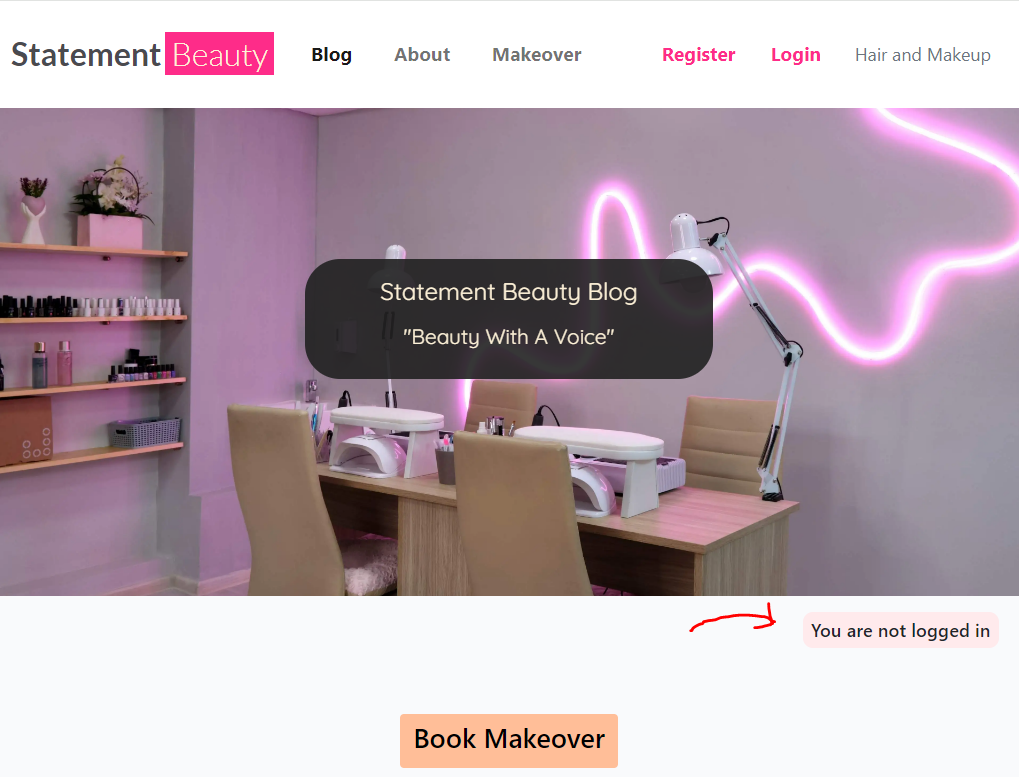 Statement Beauty Blog About Makeover Register Login Hair and Makeup
Statement Beauty Blog
"Beauty With A Voice"
You are not logged in
Book Makeover